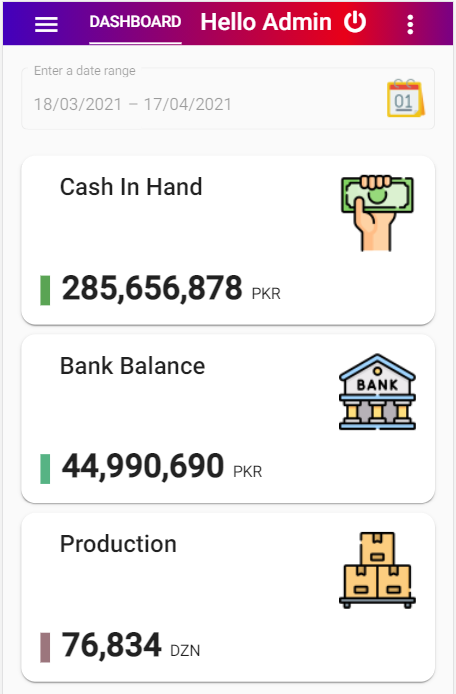 DASHBOARD Hello Admin
Enter a date range
18/03/2021 – 17/04/2021
01
Cash In Hand
285,656,878 PKR
Bank Balance
BANK
44,990,690 PKR
Production
76,834 DZN